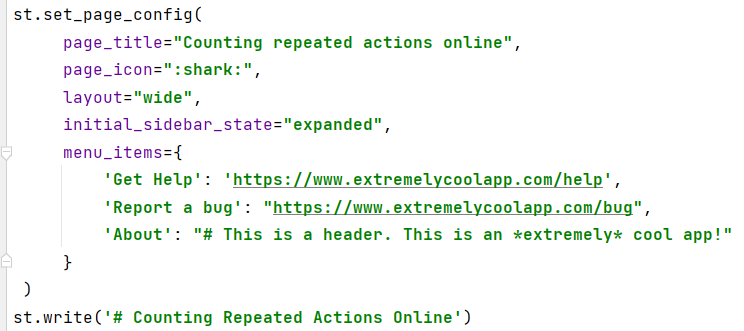 st.set_page_config(
page_title="Counting repeated actions online",
page_icon=":shark:",
layout="wide",
initial_sidebar_state="expanded",
menu_items={
'Get Help': 'https://www.extremelycoolapp.com/help',
'Report a bug': "https://www.extremelycoolapp.com/bug",
'About': "# This is a header. This is an *extremely* cool app!"
}
)
st.write('# Counting Repeated Actions Online')